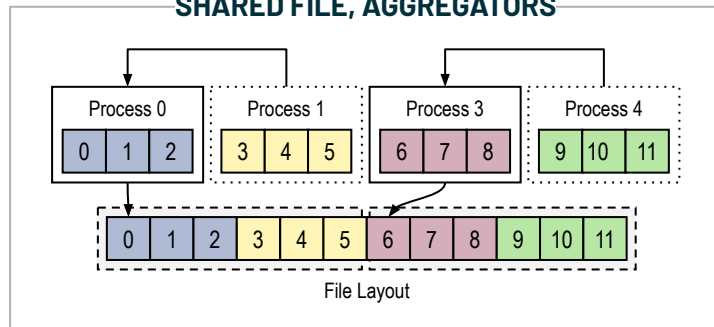 SHARED FILE, AGGREGATORS
Process 0 Process 1 Process 3 Process 4
0 1 2 3 4 5 6 7 8 9 10 11
0 1 2 3 4 5 6 7 8 9 10 11
File Layout